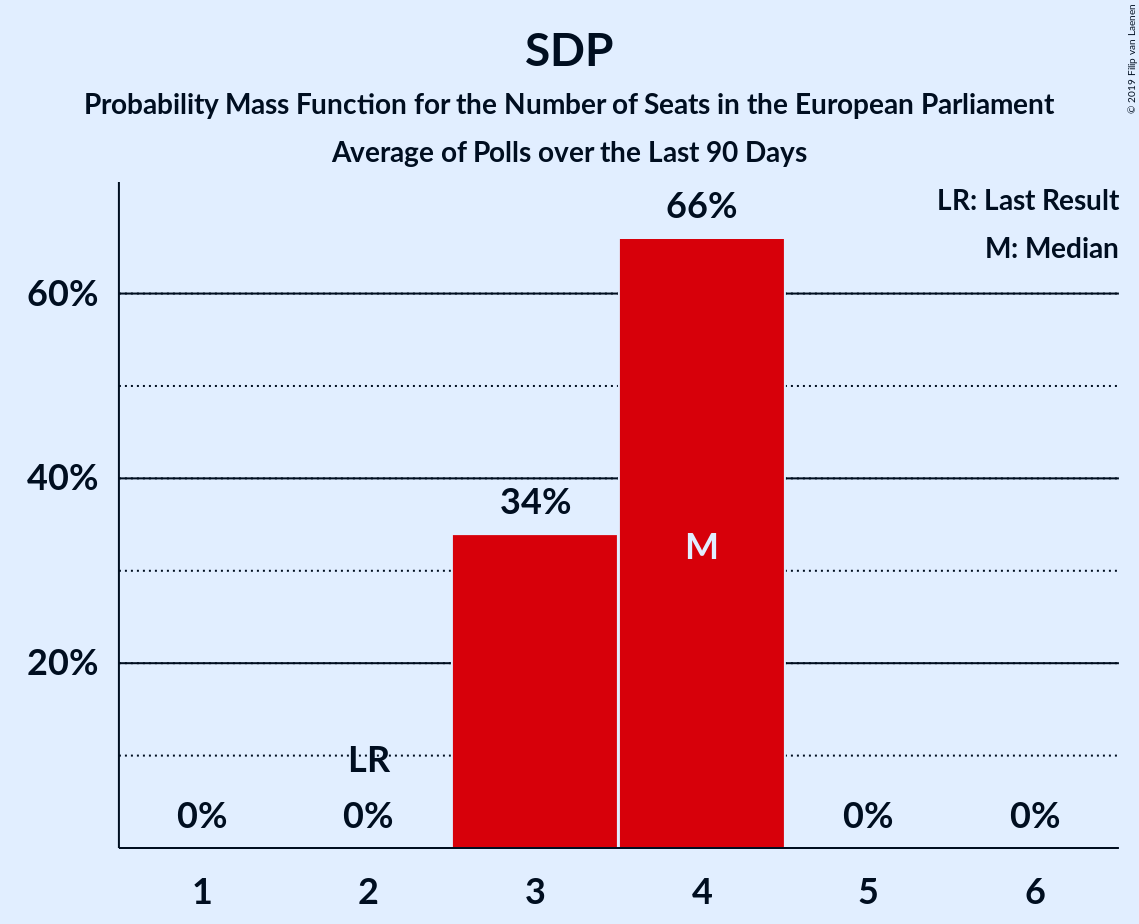 SDP
Probability Mass Function for the Number of Seats in the European Parliament
Average of Polls over the Last 90 Days
© 2019 Filip van Laenen
LR: Last Result
M: Median
66%
60%
40%
34%
M
20%
LR
0%
0%
0%
0%
1
2
3
4
5
6